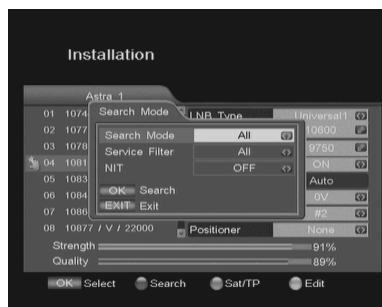 Installation
Astra 1
Search Mode
01 1074
LNB Type Universal1
02 1077
10600
03 1078
9750
04 1081
ON
05 1083
Auto
06 1084
0V
07 1086
#2
08 10877 / V / 22000
Positioner None
Search Mode All
Service Filter All
NIT OFF
OK Search
EXIT Exit
Strength 91%
Quality 89%
OK Select Search Sat/TP Edit